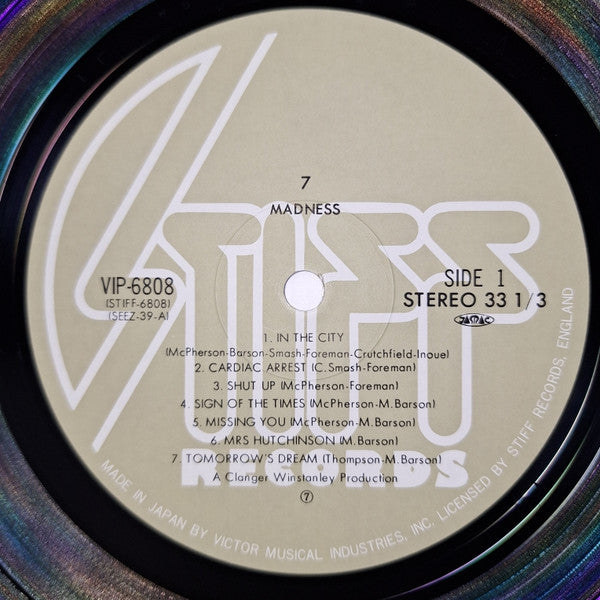 7
MADNESS
STIFF
RECORDS
VIP-6808
(STIFF-6808)
(SEEZ-39-A)
SIDE 1
STEREO 33 1/3
JASRAC
1. IN THE CITY
(McPherson-Barson-Smash-Foreman-Crutchfield-Inoue)
2. CARDIAC ARREST (C. Smash-Foreman)
3. SHUT UP (McPherson-Foreman)
4. SIGN OF THE TIMES (McPherson-M. Barson)
5. MISSING YOU (McPherson-M. Barson)
6. MRS HUTCHINSON (M. Barson)
7. TOMORROW'S DREAM (Thompson-M. Barson)
A Clanger Winstanley Production
⑦
MADE IN JAPAN BY VICTOR MUSICAL INDUSTRIES, INC. LICENSED BY STIFF RECORDS, ENGLAND